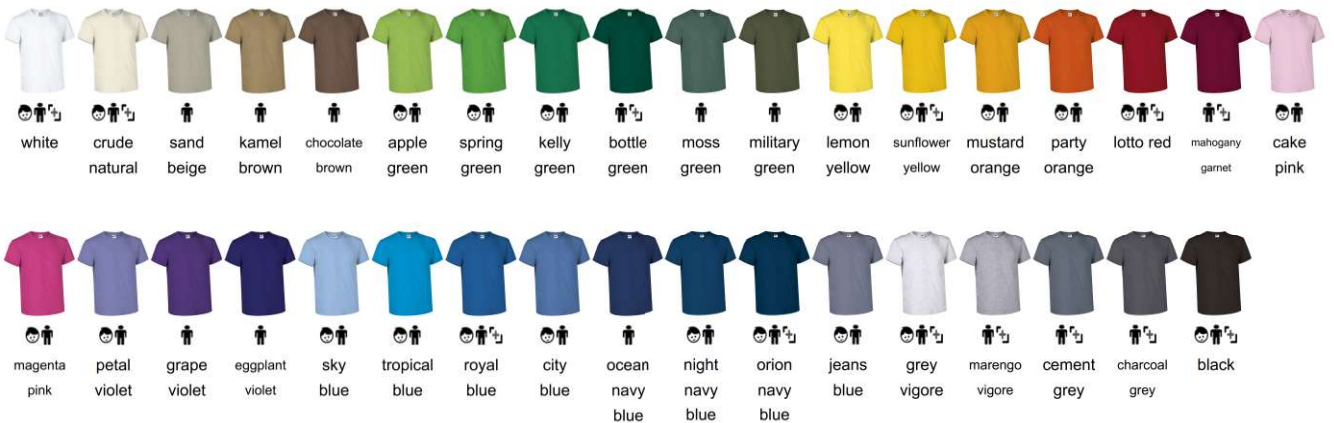 white crude sand kamel chocolate apple spring kelly bottle moss military lemon sunflower mustard party lotto red mahogany cake
natural beige brown brown green green green green green green yellow yellow orange orange garnet pink
magenta petal grape eggplant sky tropical royal city ocean night orion jeans grey marengo cement charcoal black
pink violet violet violet blue blue blue blue navy navy navy blue vigore vigore grey grey
blue blue blue